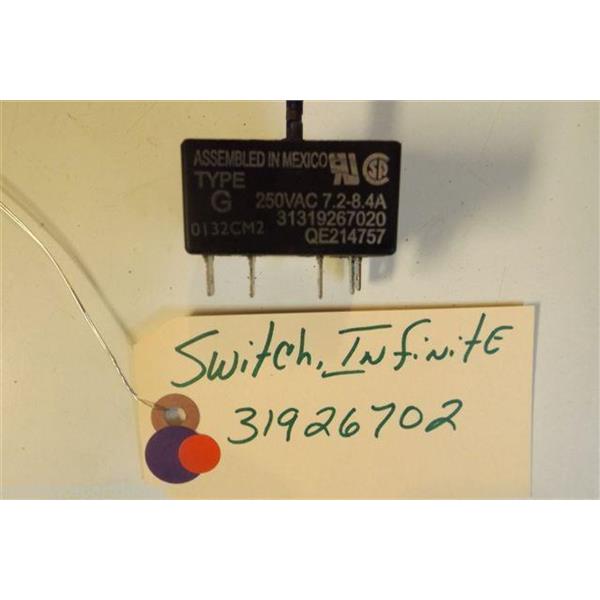 ASSEMBLED IN MEXICO
TYPE
G
250VAC 7.2-8.4A
31319267020
0132CM2
QE214757
Switch, Infinite
31926702